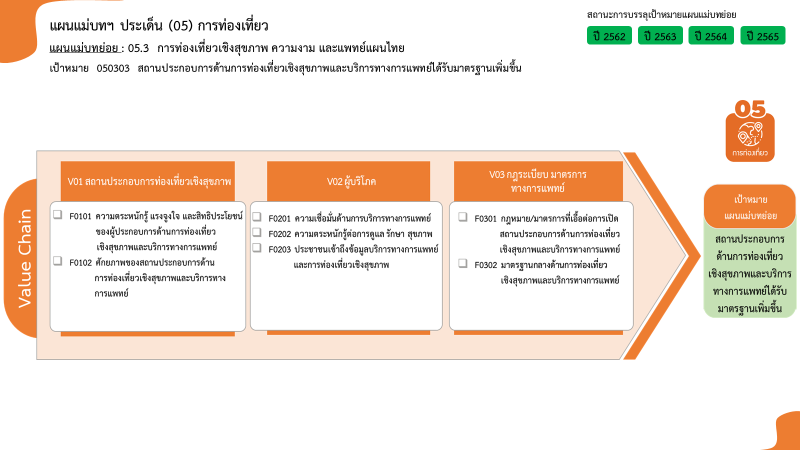 แผนแม่บทฯ ประเด็น (05) การท่องเที่ยว
แผนแม่บทย่อย : 05.3 การท่องเที่ยวเชิงสุขภาพ ความงาม และแพทย์แผนไทย
เป้าหมาย 050303 สถานประกอบการด้านการท่องเที่ยวเชิงสุขภาพและบริการทางการแพทย์ได้รับมาตรฐานเพิ่มขึ้น
สถานะการบรรลุเป้าหมายแผนแม่บทย่อย
ปี 2562 ปี 2563 ปี 2564 ปี 2565
05
การท่องเที่ยว
Value Chain
V01 สถานประกอบการท่องเที่ยวเชิงสุขภาพ
F0101 ความตระหนักรู้ แรงจูงใจ และสิทธิประโยชน์
ของผู้ประกอบการด้านการท่องเที่ยว
เชิงสุขภาพและบริการทางการแพทย์
F0102 ศักยภาพของสถานประกอบการด้าน
การท่องเที่ยวเชิงสุขภาพและบริการทาง
การแพทย์
V02 ผู้บริโภค
F0201 ความเชื่อมั่นด้านการบริการทางการแพทย์
F0202 ความตระหนักรู้ต่อการดูแล รักษา สุขภาพ
F0203 ประชาชนเข้าถึงข้อมูลบริการทางการแพทย์
และการท่องเที่ยวเชิงสุขภาพ
V03 กฎระเบียบ มาตรการ
ทางการแพทย์
F0301 กฎหมาย/มาตรการที่เอื้อต่อการเปิด
สถานประกอบการด้านการท่องเที่ยว
เชิงสุขภาพและบริการทางการแพทย์
F0302 มาตรฐานกลางด้านการท่องเที่ยว
เชิงสุขภาพและบริการทางการแพทย์
เป้าหมาย
แผนแม่บทย่อย
สถานประกอบการ
ด้านการท่องเที่ยว
เชิงสุขภาพและบริการ
ทางการแพทย์ได้รับ
มาตรฐานเพิ่มขึ้น